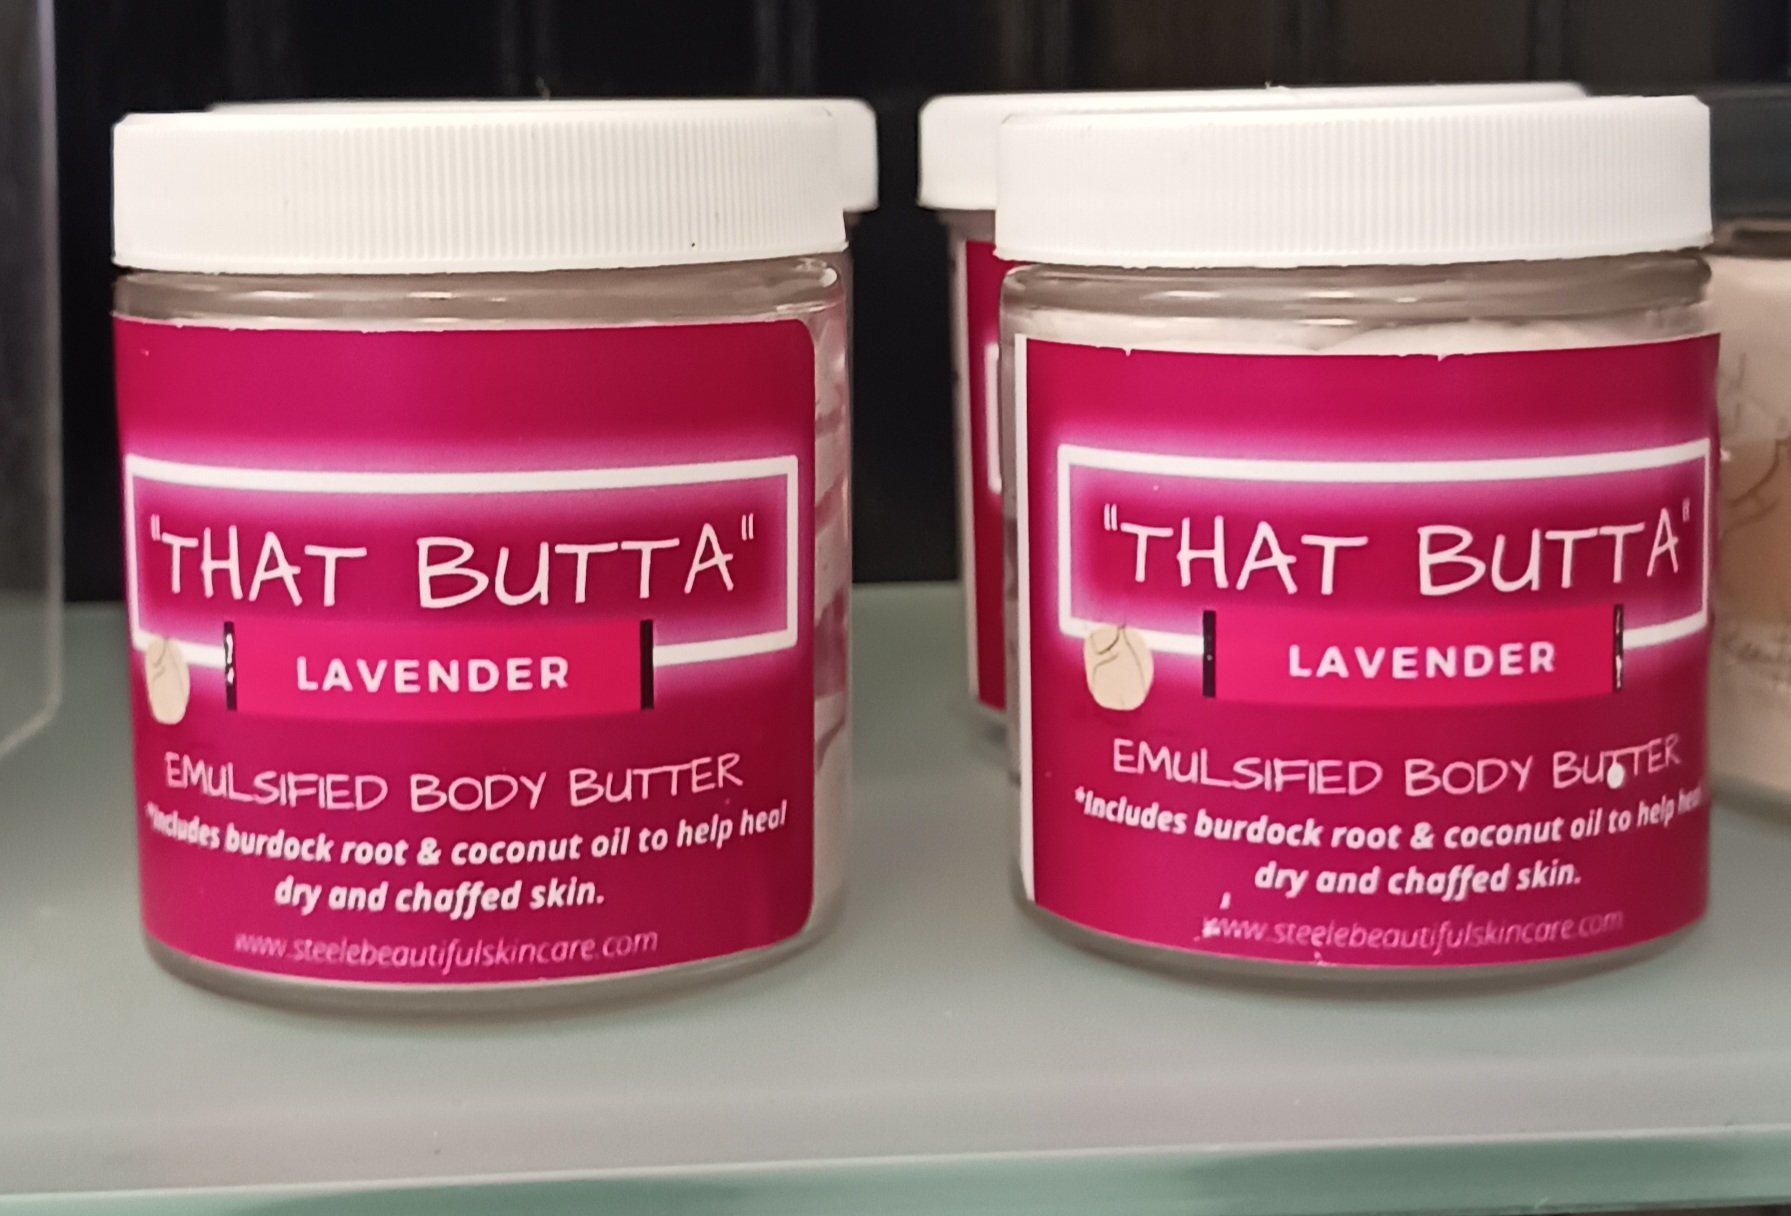 "THAT BUTTA"
LAVENDER
EMULSIFIED BODY BUTTER
*Includes burdock root & coconut oil to help heal
dry and chaffed skin.
www.steelebeautifulskincare.com
"THAT BUTTA"
LAVENDER
EMULSIFIED BODY BUTTER
*Includes burdock root & coconut oil to help heal
dry and chaffed skin.
www.steelebeautifulskincare.com